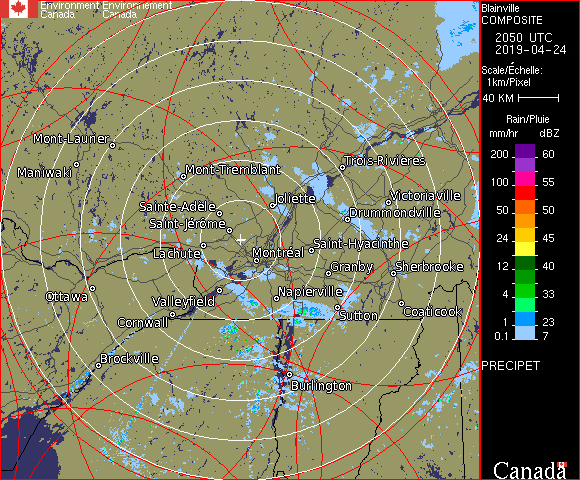 Environment Environnement
Canada Canada
Blainville
COMPOSITE
2050 UTC
2019-04-24
Scale/Échelle:
1km/Pixel
40 KM
Rain/Pluie
mm/hr dBZ
200 60
100 55
50 50
24 45
12 40
4 33
1 23
0.1 7
PRECIPET
Canada
Mont-Laurier
Maniwaki
Mont-Tremblant
Trois-Rivières
Sainte-Adèle
Joliette
Victoriaville
Saint-Jérôme
Drummondville
Lachute
Montréal
Saint-Hyacinthe
Granby
Sherbrooke
Ottawa
Valleyfield
Napierville
Cornwall
Sutton
Coaticook
Brockville
Burlington